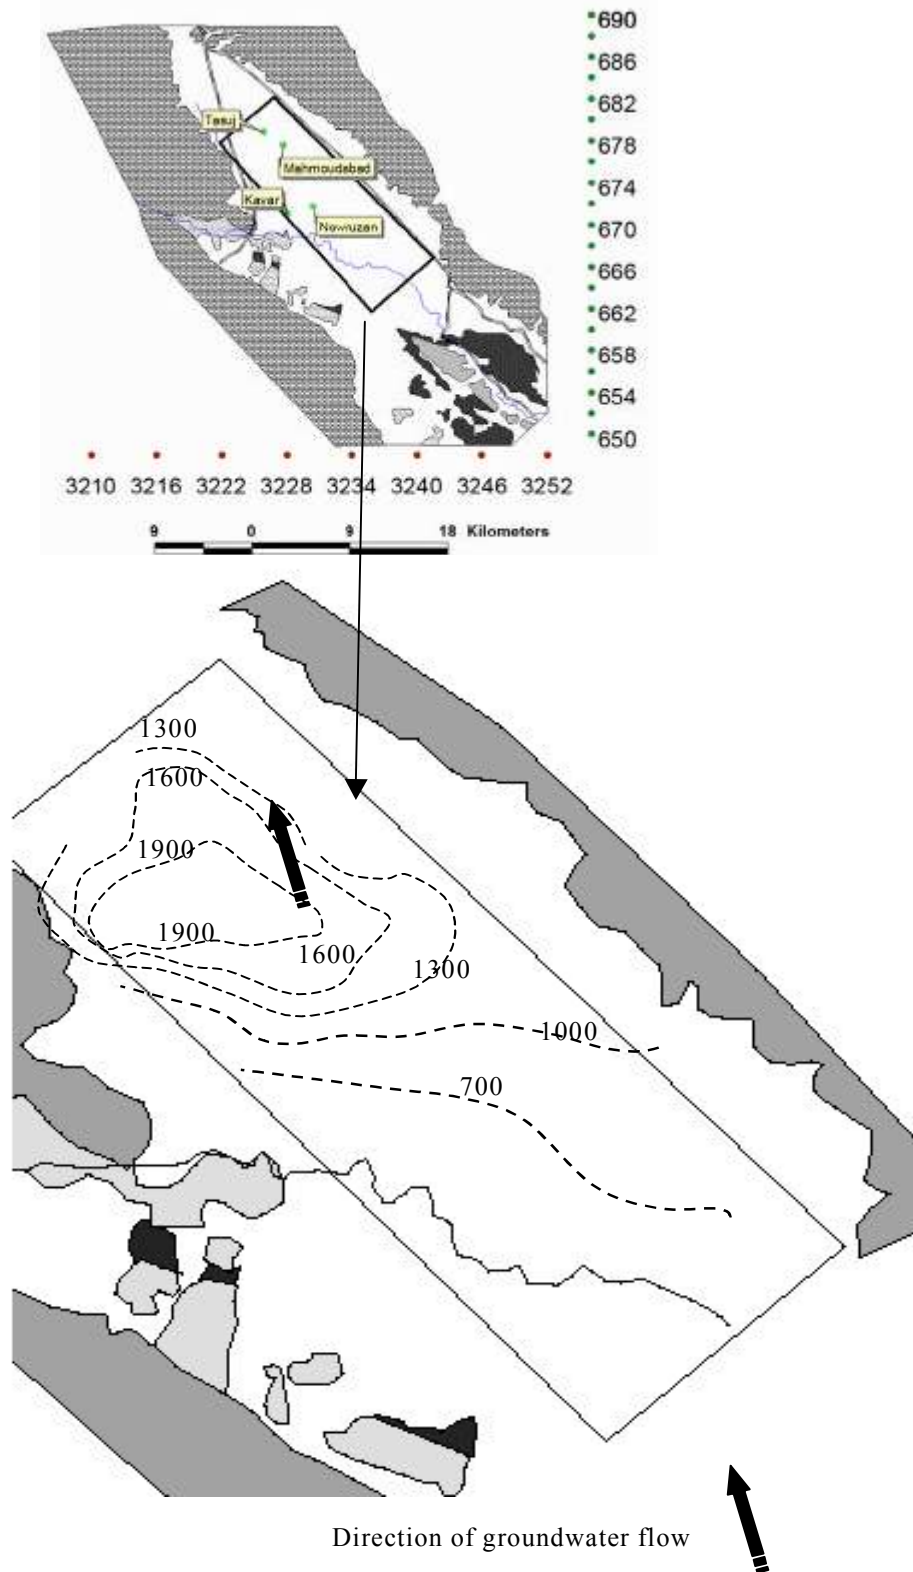 690
686
682
Tasuj
678
Mahmoudabad
674
Kavar
670
Nowruzan
666
662
658
654
650
3210 3216 3222 3228 3234 3240 3246 3252
9 0 9 18 Kilometers
1300
1600
1900
1900
1600
1300
1000
700
Direction of groundwater flow